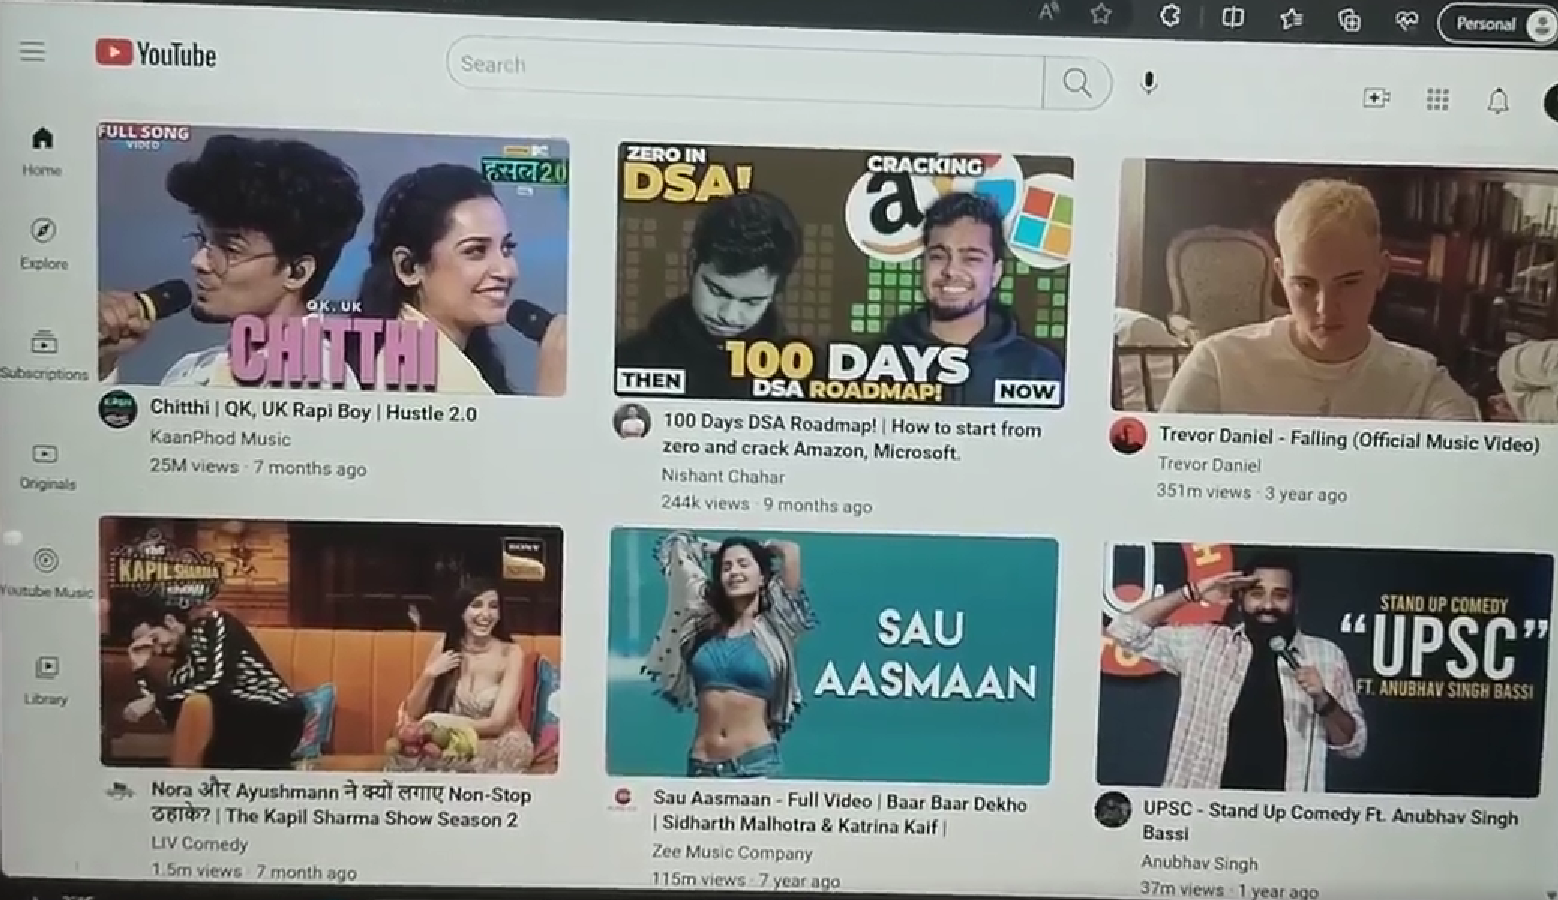 Personal
YouTube
Search
Home
Explore
Subscriptions
Originals
Youtube Music
Library
FULL SONG
VIDEO
हसल 2.0
QK, UK
CHITTHI
Chitthi | QK, UK Rapi Boy | Hustle 2.0
KaanPhod Music
25M views · 7 months ago
ZERO IN
DSA!
CRACKING
a
100 DAYS
DSA ROADMAP!
THEN
NOW
100 Days DSA Roadmap! | How to start from
zero and crack Amazon, Microsoft.
Nishant Chahar
244k views · 9 months ago
Trevor Daniel - Falling (Official Music Video)
Trevor Daniel
351m views · 3 year ago
The
KAPIL SHARMA
Show
SONY
Nora और Ayushmann ने क्यों लगाए Non-Stop
ठहाके? | The Kapil Sharma Show Season 2
LIV Comedy
1.5m views · 7 month ago
SAU
AASMAAN
Sau Aasmaan - Full Video | Baar Baar Dekho
| Sidharth Malhotra & Katrina Kaif |
Zee Music Company
115m views · 7 year ago
STAND UP COMEDY
“UPSC”
FT. ANUBHAV SINGH BASSI
UPSC - Stand Up Comedy Ft. Anubhav Singh
Bassi
Anubhav Singh
37m views · 1 year ago